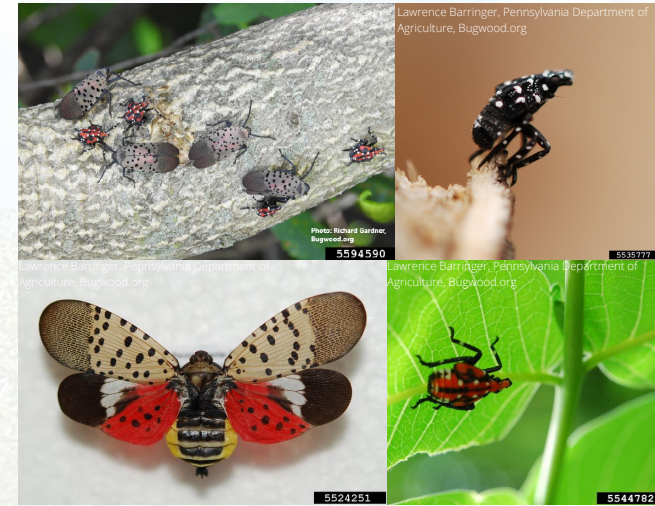 Lawrence Barringer, Pennsylvania Department of
Agriculture, Bugwood.org
Photo: Richard Gardner,
Bugwood.org
5594590
5535777
Lawrence Barringer, Pennsylvania Department of
Agriculture, Bugwood.org
Lawrence Barringer, Pennsylvania Department of
Agriculture, Bugwood.org
5524251
5544782